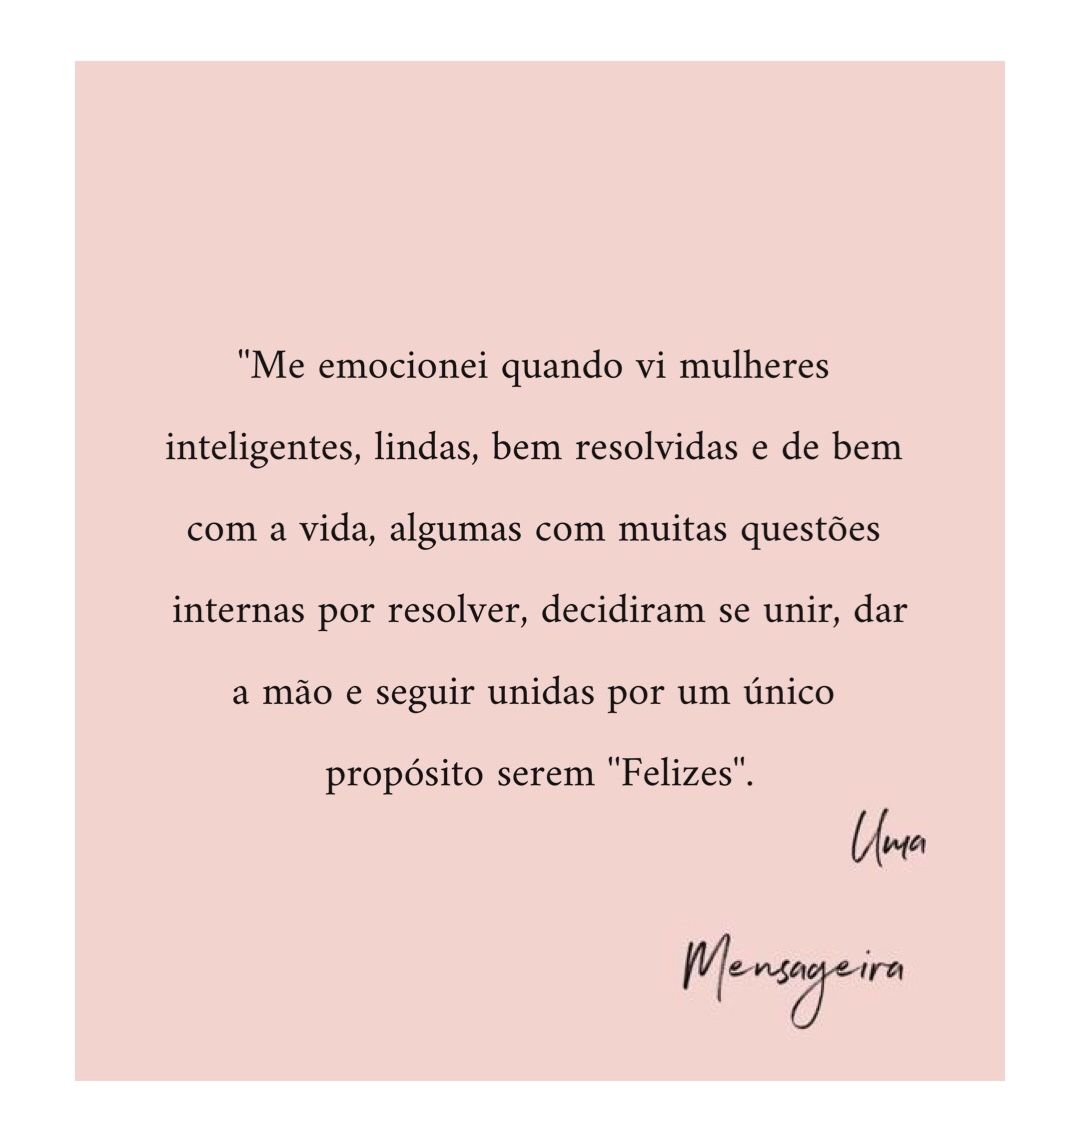 "Me emocionei quando vi mulheres
inteligentes, lindas, bem resolvidas e de bem
com a vida, algumas com muitas questões
internas por resolver, decidiram se unir, dar
a mão e seguir unidas por um único
propósito serem "Felizes".
Uma
Mensageira